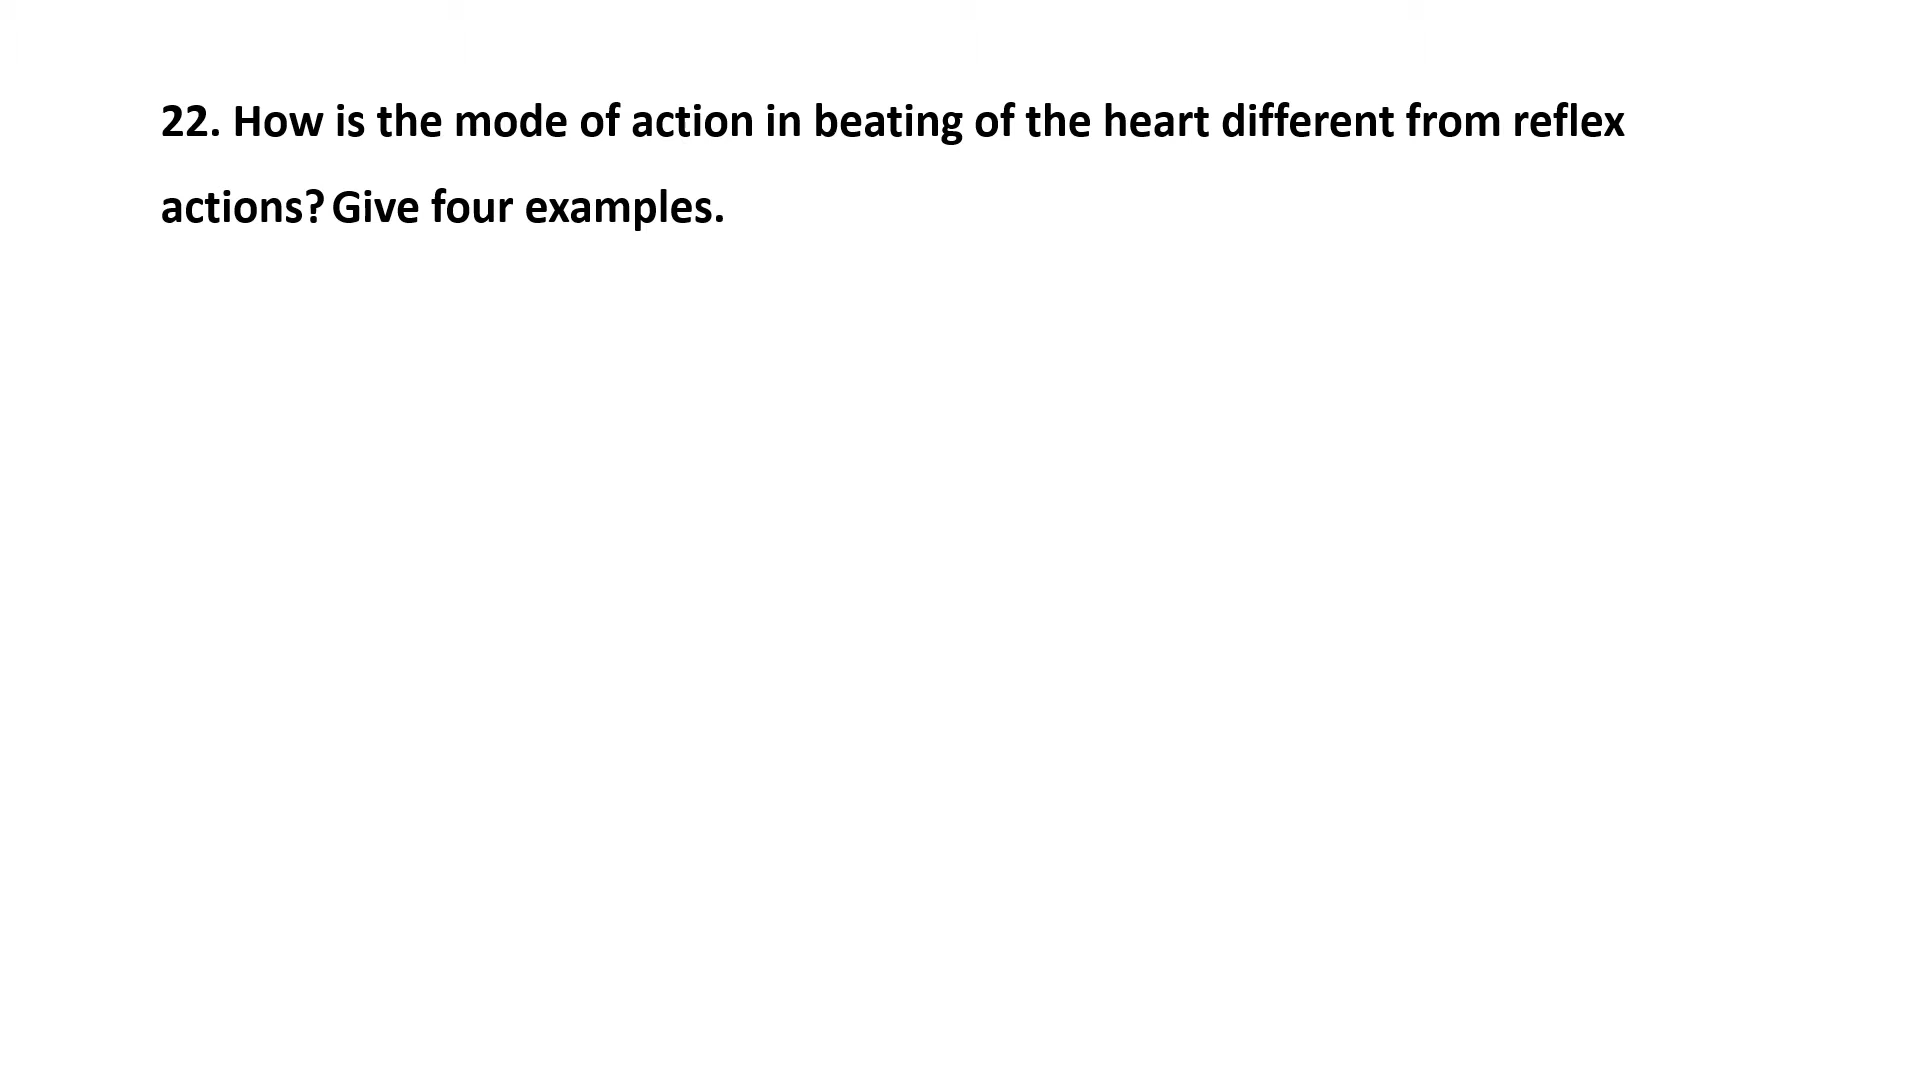 22. How is the mode of action in beating of the heart different from reflex
actions? Give four examples.